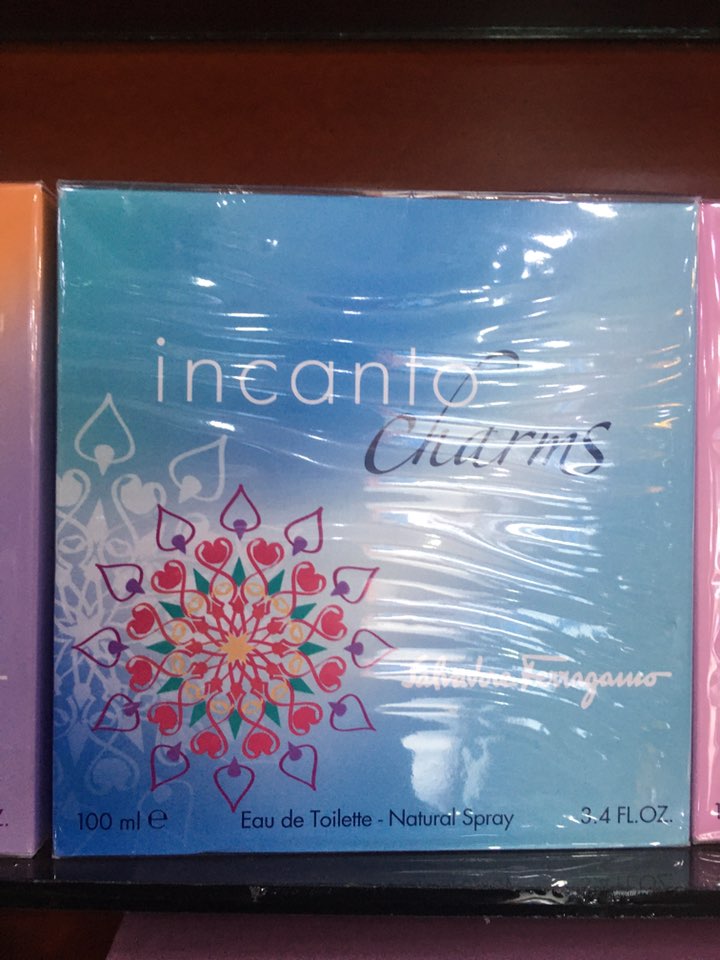 incanto
Charms
Salvatore Ferragamo
100 ml e Eau de Toilette - Natural Spray 3.4 FL.OZ.